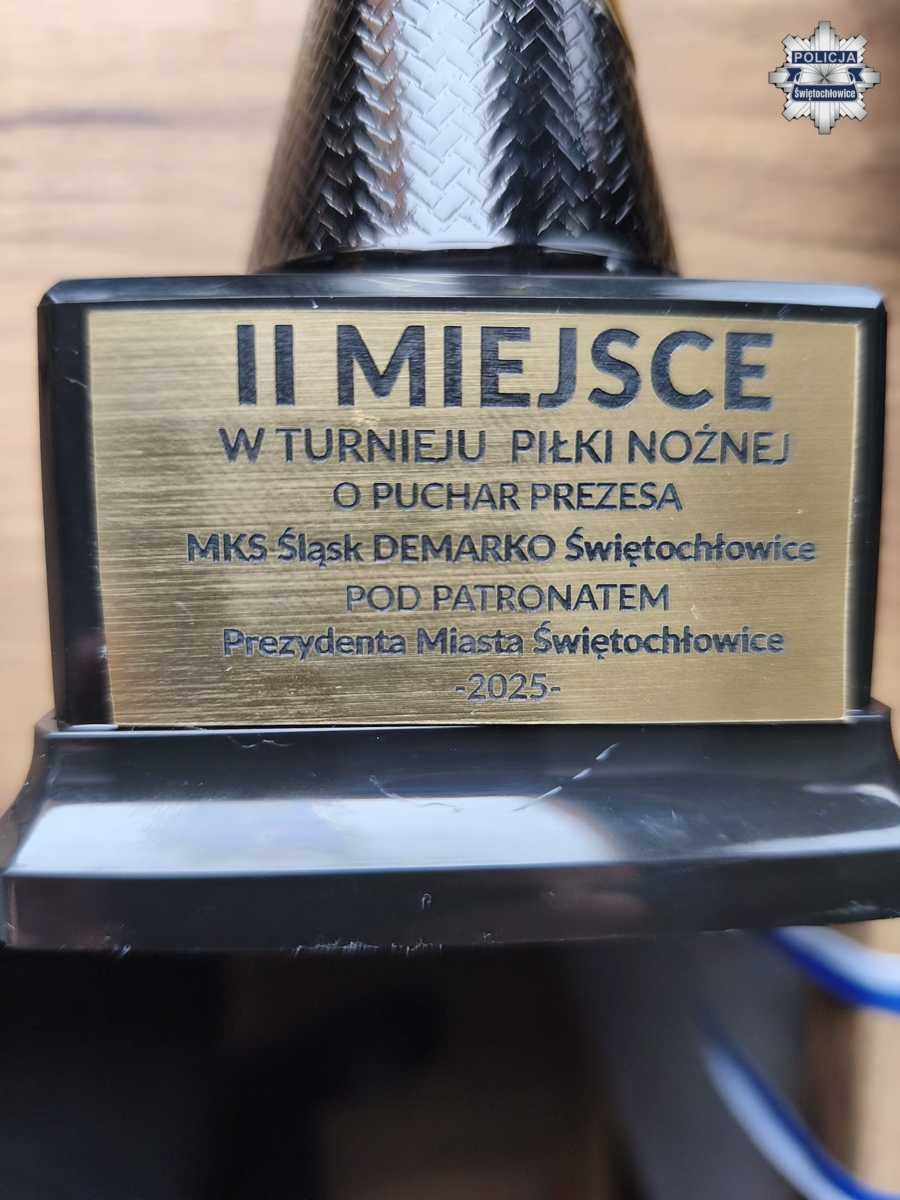 POLICJA
Świętochłowice
II MIEJSCE
W TURNIEJU PIŁKI NOŻNEJ
O PUCHAR PREZESA
MKS Śląsk DEMARKO Świętochłowice
POD PATRONATEM
Prezydenta Miasta Świętochłowice
-2025-